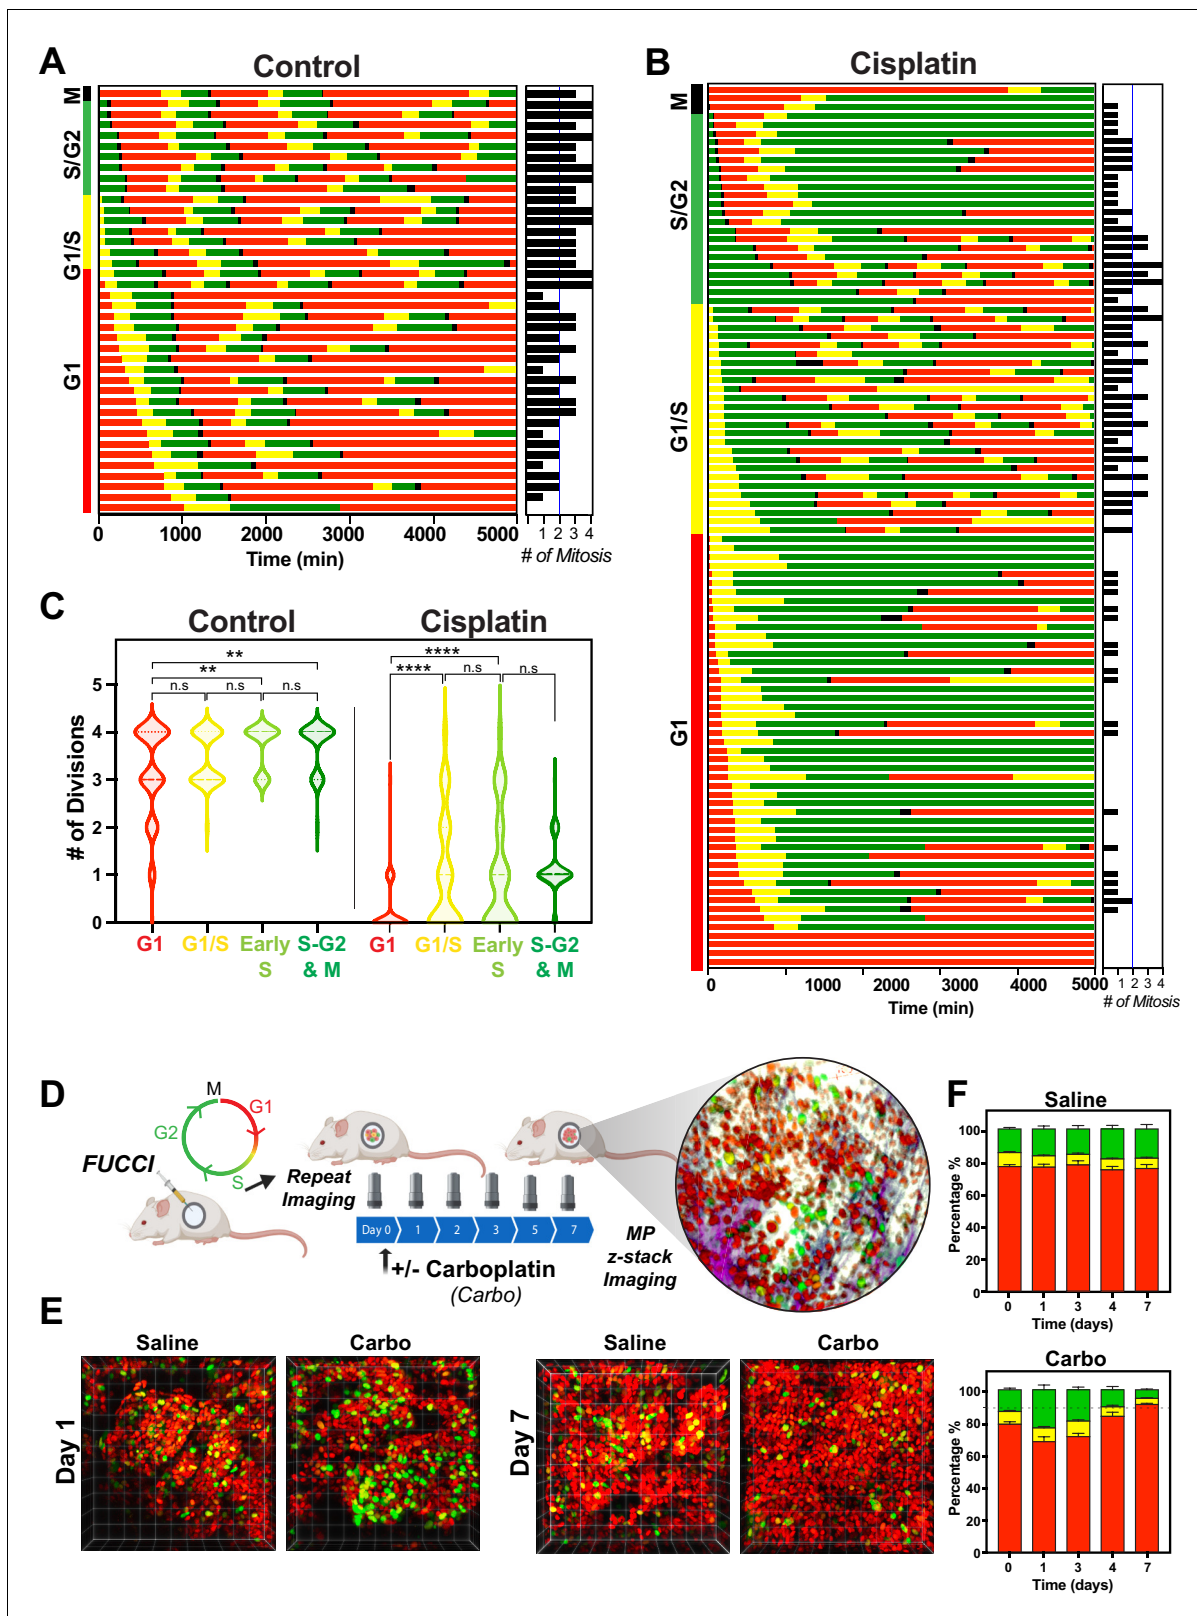 A
Control
M
S/G2
G1/S
G1
0
1000
2000
3000
4000
5000
Time (min)
1 2 3 4
# of Mitosis
B
Cisplatin
M
S/G2
G1/S
G1
0
1000
2000
3000
4000
5000
Time (min)
1 2 3 4
# of Mitosis
C
Control
Cisplatin
# of Divisions
5
4
3
2
1
0
**
**
n.s
n.s
n.s
****
****
n.s
n.s
G1
G1/S
Early
S
S-G2
& M
G1
G1/S
Early
S
S-G2
& M
D
M
G1
G2
S
FUCCI
Repeat
Imaging
Day 0
1
2
3
5
7
+/- Carboplatin
(Carbo)
MP
z-stack
Imaging
E
Saline
Carbo
Day 1
Saline
Carbo
Day 7
F
Saline
Percentage %
100
80
60
40
20
0
0 1 3 4 7
Time (days)
Carbo
Percentage %
100
80
60
40
20
0
0 1 3 4 7
Time (days)